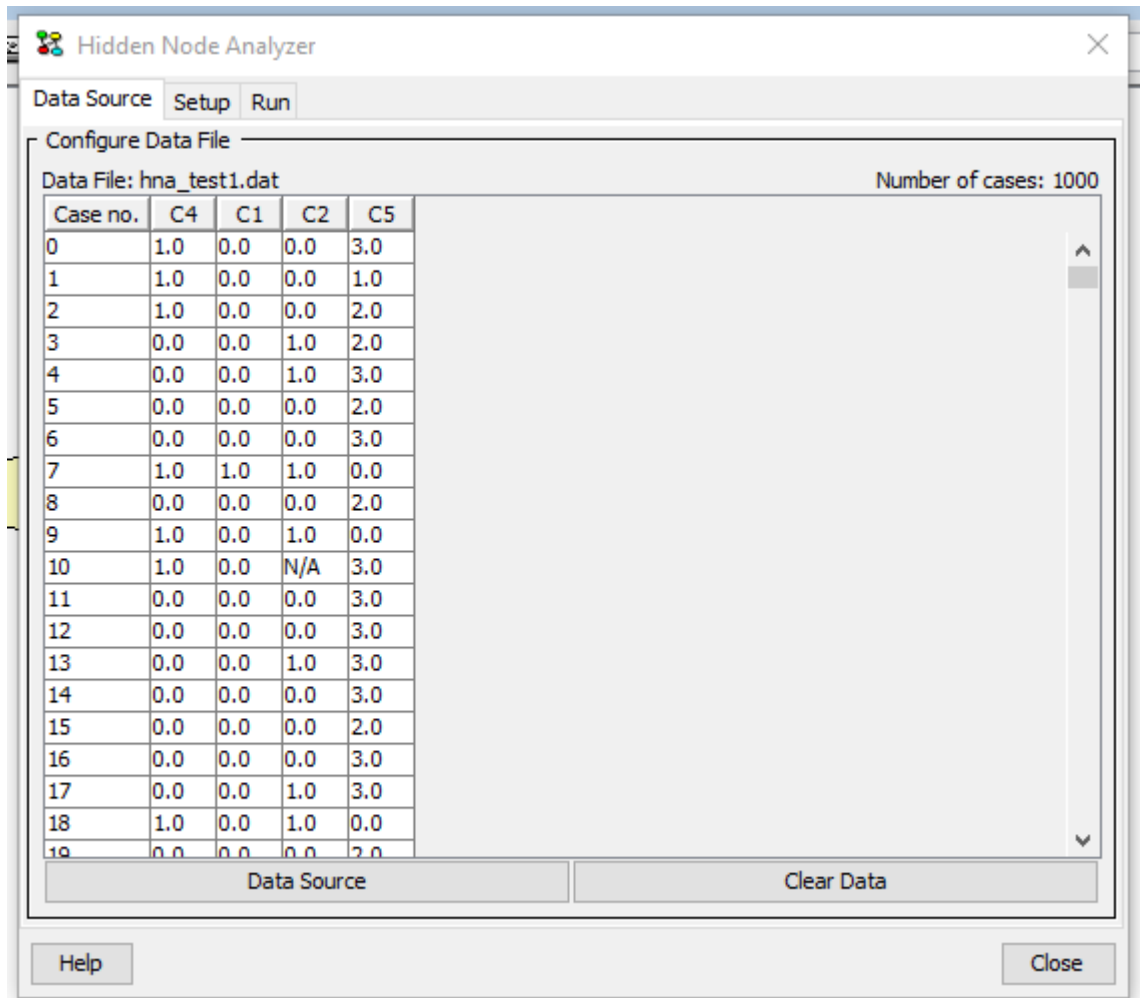 Hidden Node Analyzer
Data Source Setup Run
Configure Data File
Data File: hna_test1.dat Number of cases: 1000
Case no. C4 C1 C2 C5
0 1.0 0.0 0.0 3.0
1 1.0 0.0 0.0 1.0
2 1.0 0.0 0.0 2.0
3 0.0 0.0 1.0 2.0
4 0.0 0.0 1.0 3.0
5 0.0 0.0 0.0 2.0
6 0.0 0.0 0.0 3.0
7 1.0 1.0 1.0 0.0
8 0.0 0.0 0.0 2.0
9 1.0 0.0 1.0 0.0
10 1.0 0.0 N/A 3.0
11 0.0 0.0 0.0 3.0
12 0.0 0.0 0.0 3.0
13 0.0 0.0 1.0 3.0
14 0.0 0.0 0.0 3.0
15 0.0 0.0 0.0 2.0
16 0.0 0.0 0.0 3.0
17 0.0 0.0 1.0 3.0
18 1.0 0.0 1.0 0.0
19 0.0 0.0 0.0 2.0
Data Source Clear Data
Help Close